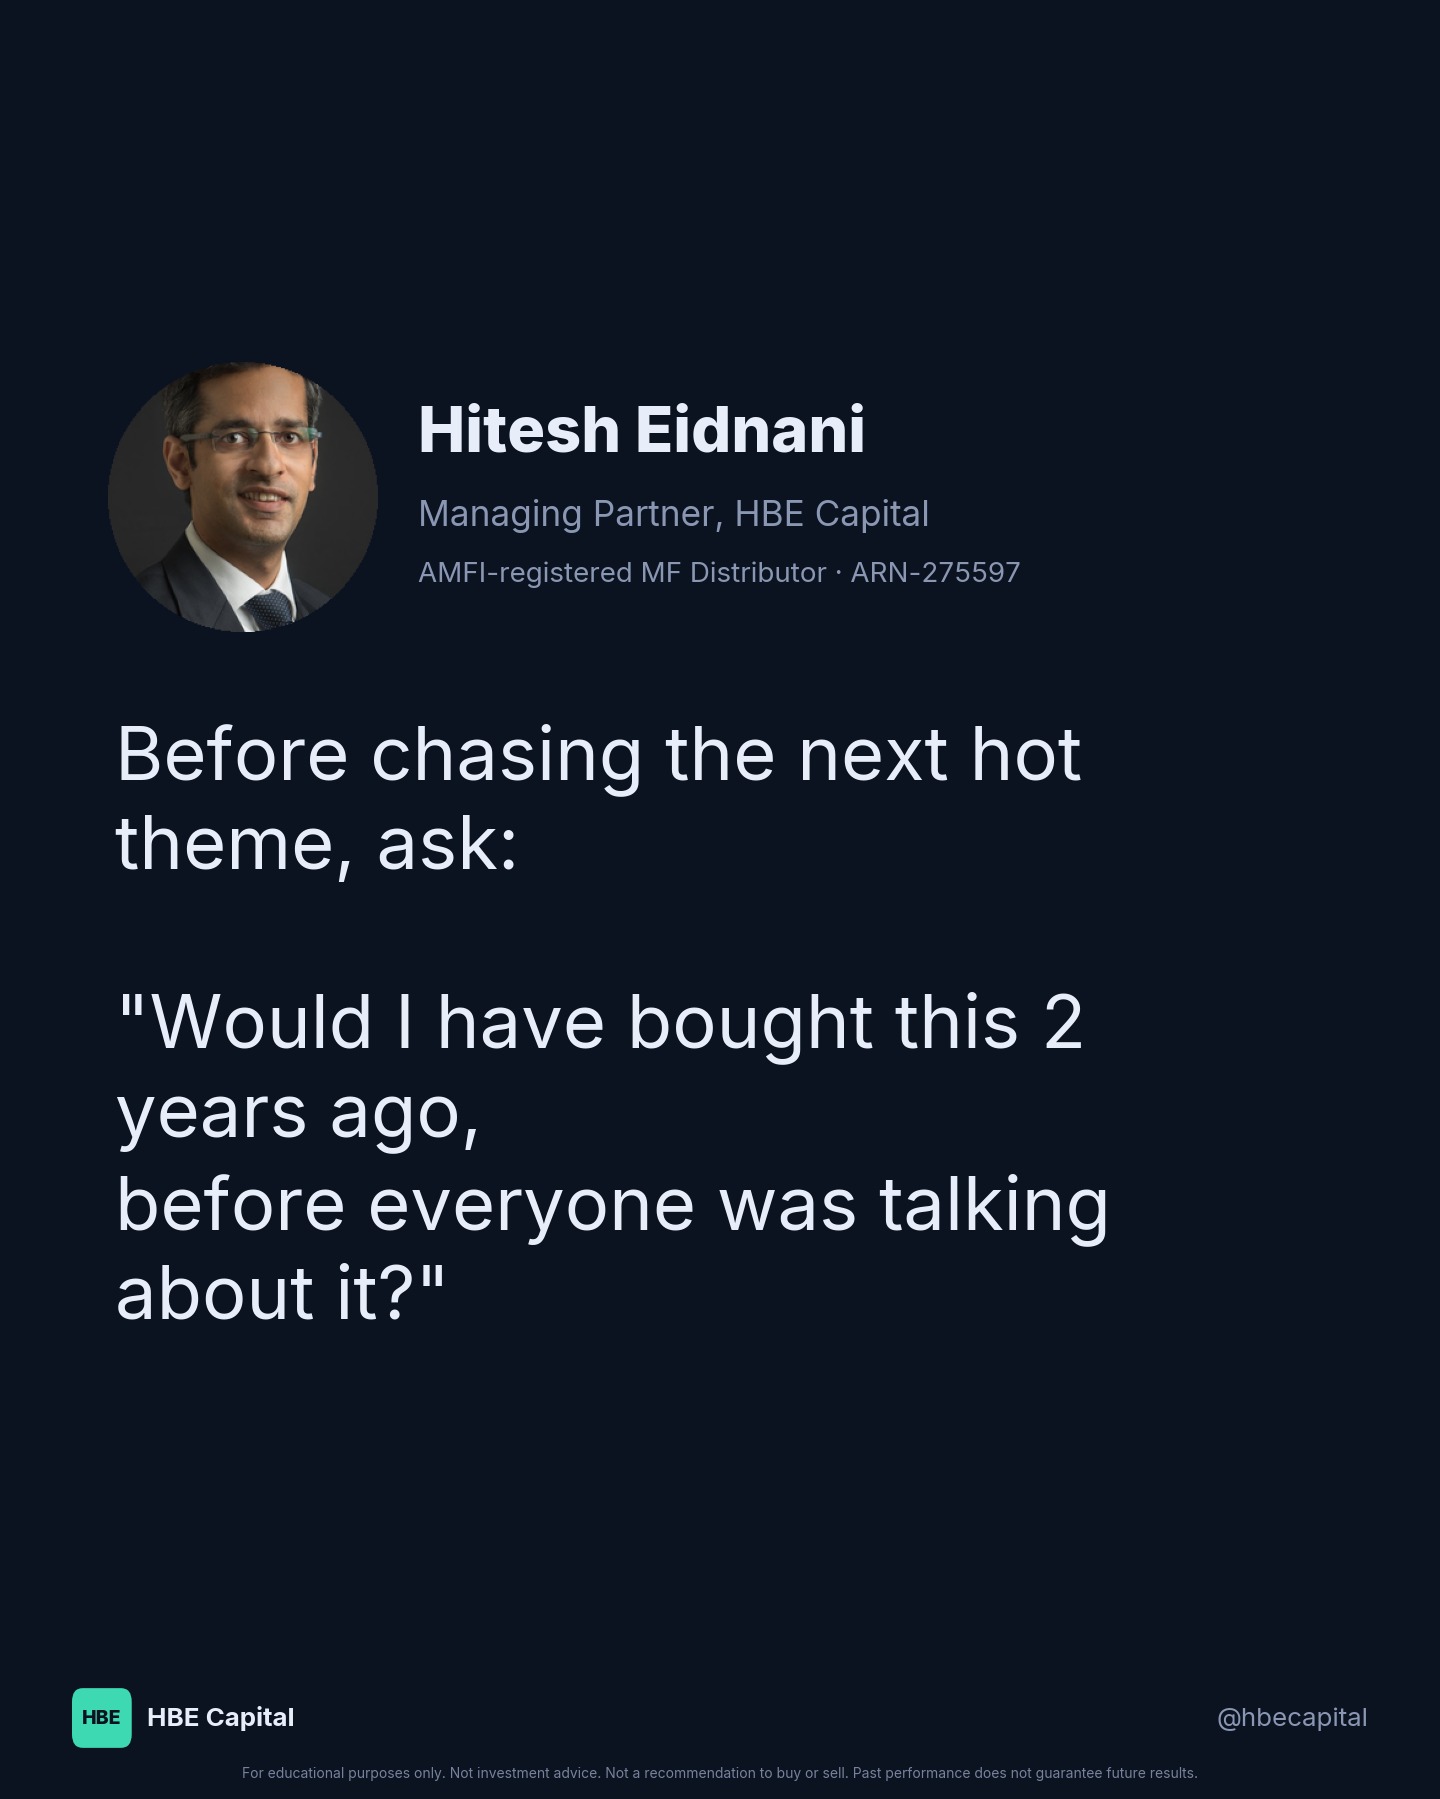 Hitesh Eidnani
Managing Partner, HBE Capital
AMFI-registered MF Distributor · ARN-275597
Before chasing the next hot
theme, ask:
"Would I have bought this 2
years ago,
before everyone was talking
about it?"
HBE
HBE Capital
@hbecapital
For educational purposes only. Not investment advice. Not a recommendation to buy or sell. Past performance does not guarantee future results.